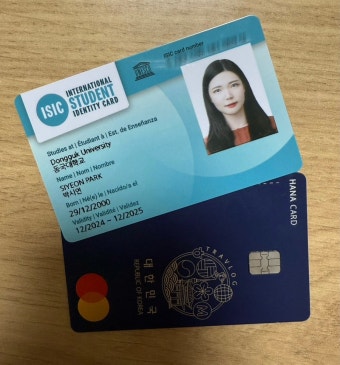 ISIC
INTERNATIONAL
STUDENT
IDENTITY CARD
ISIC card number
Studies at | Étudiant à | Est. de Enseñanza
Dongguk University
동국대학교
Name / Nom / Nombre
SIYEON PARK
박시연
Born | Né(e) le | Nacido/a el
29/12/2000
Validity / Validité / Validez
12/2024 ~ 12/2025
HANA CARD
TRAVLOG
대한민국
REPUBLIC OF KOREA